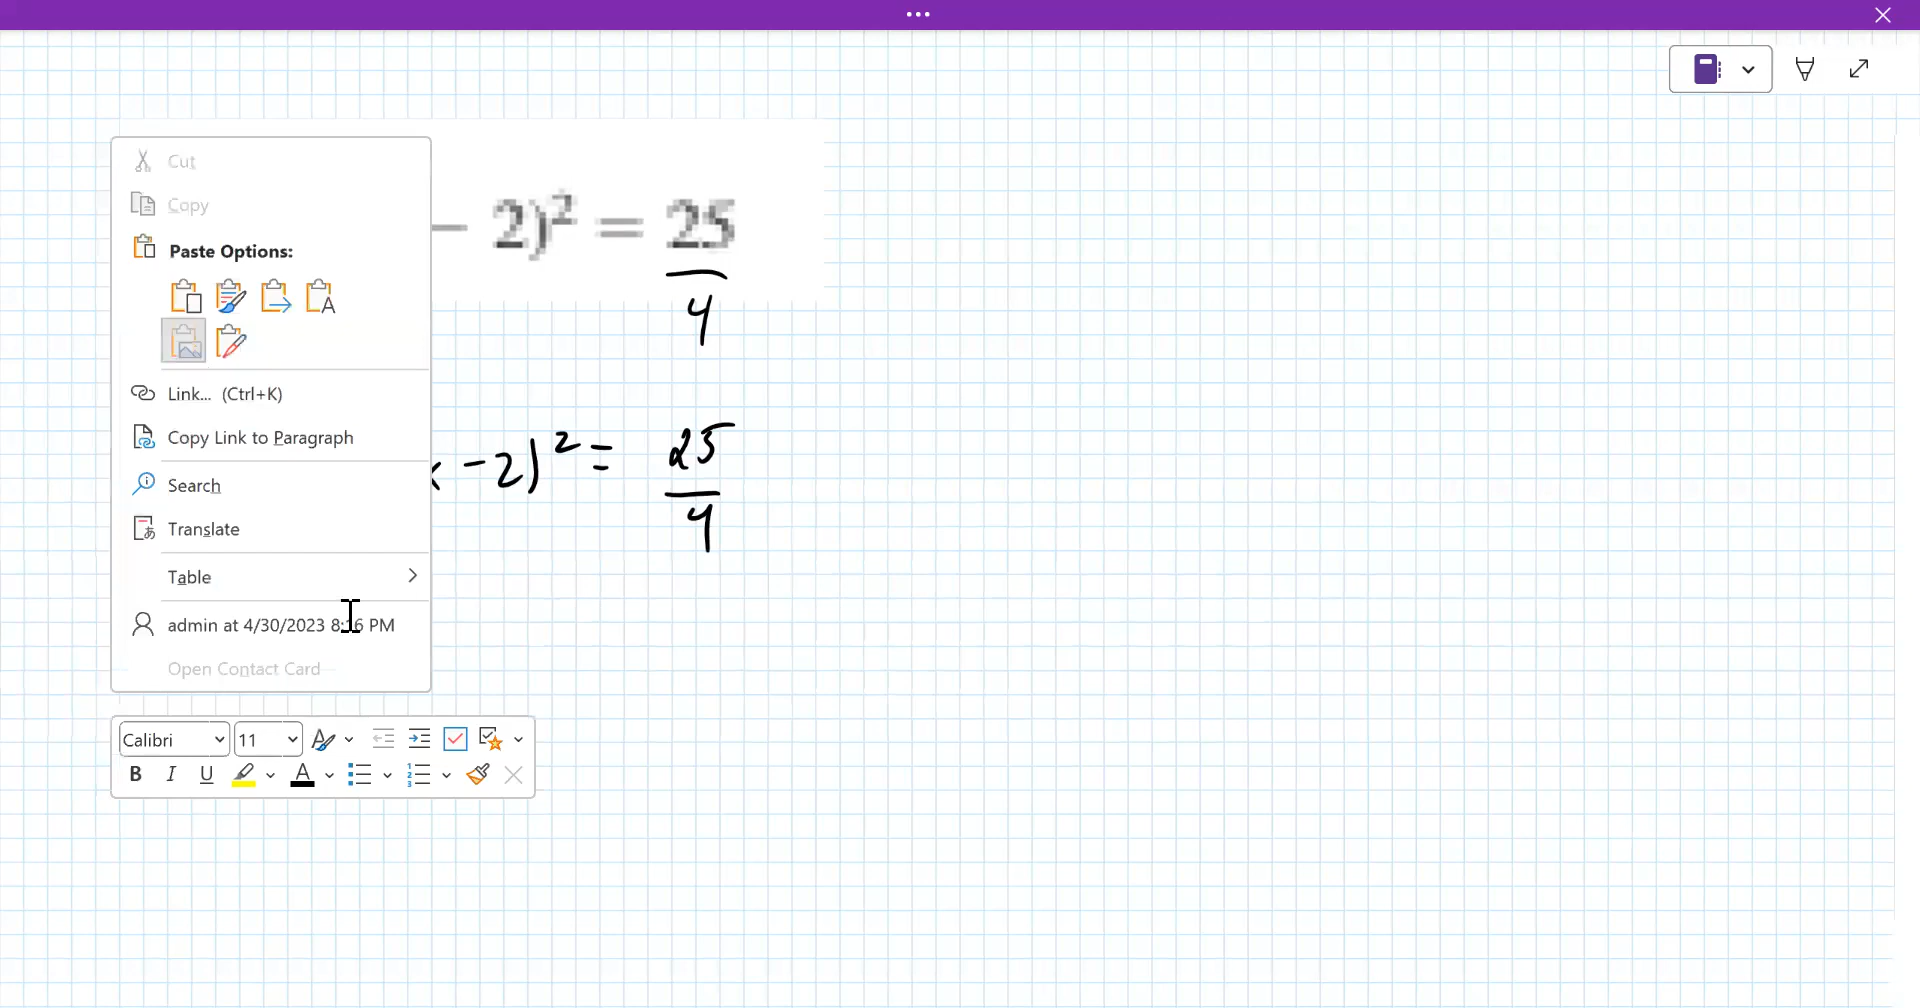 Cut
Copy
Paste Options:
Link... (Ctrl+K)
Copy Link to Paragraph
Search
Translate
Table
admin at 4/30/2023 8:16 PM
Open Contact Card
− 2)² = 25
4
x −2)² = 25
4
Calibri 11
B I U A